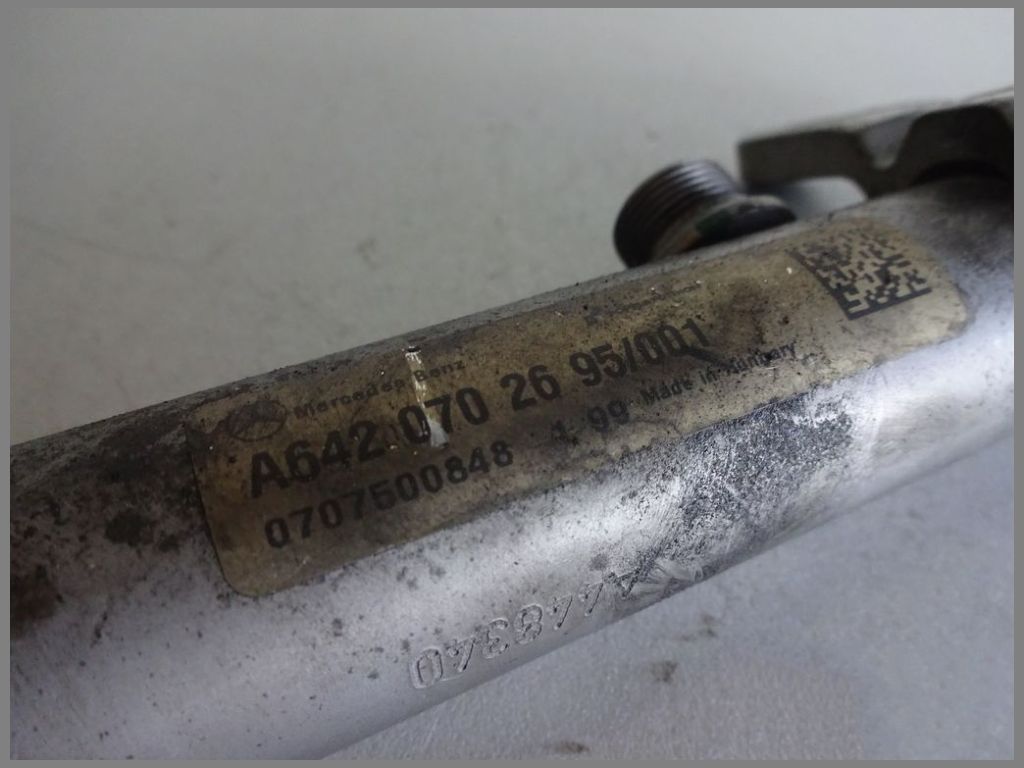 Mercedes Benz
A642 070 26 95/001
0707500848 1 99 Made in Hungary